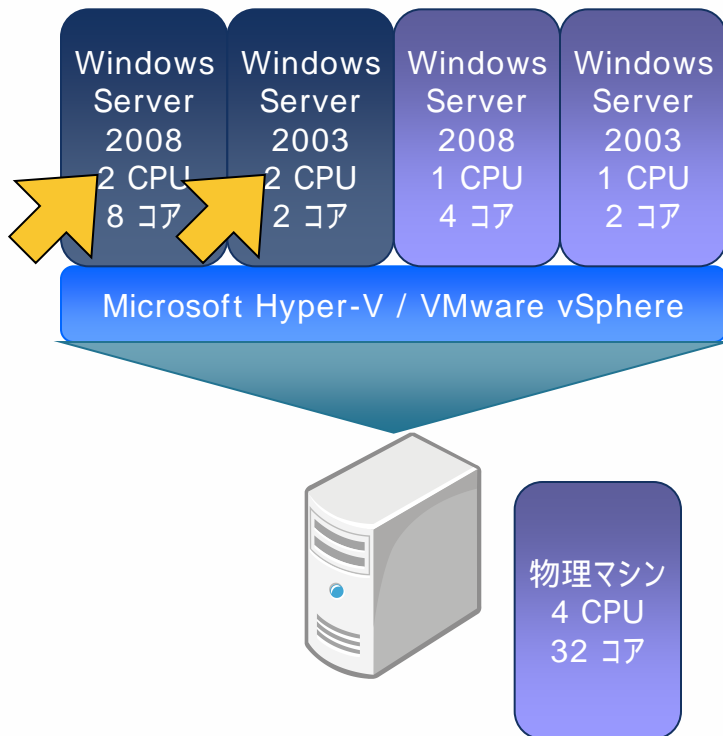 Windows
Server
2008
2 CPU
8 コア
Windows
Server
2003
2 CPU
2 コア
Windows
Server
2008
1 CPU
4 コア
Windows
Server
2003
1 CPU
2 コア
Microsoft Hyper-V / VMware vSphere
物理マシン
4 CPU
32 コア